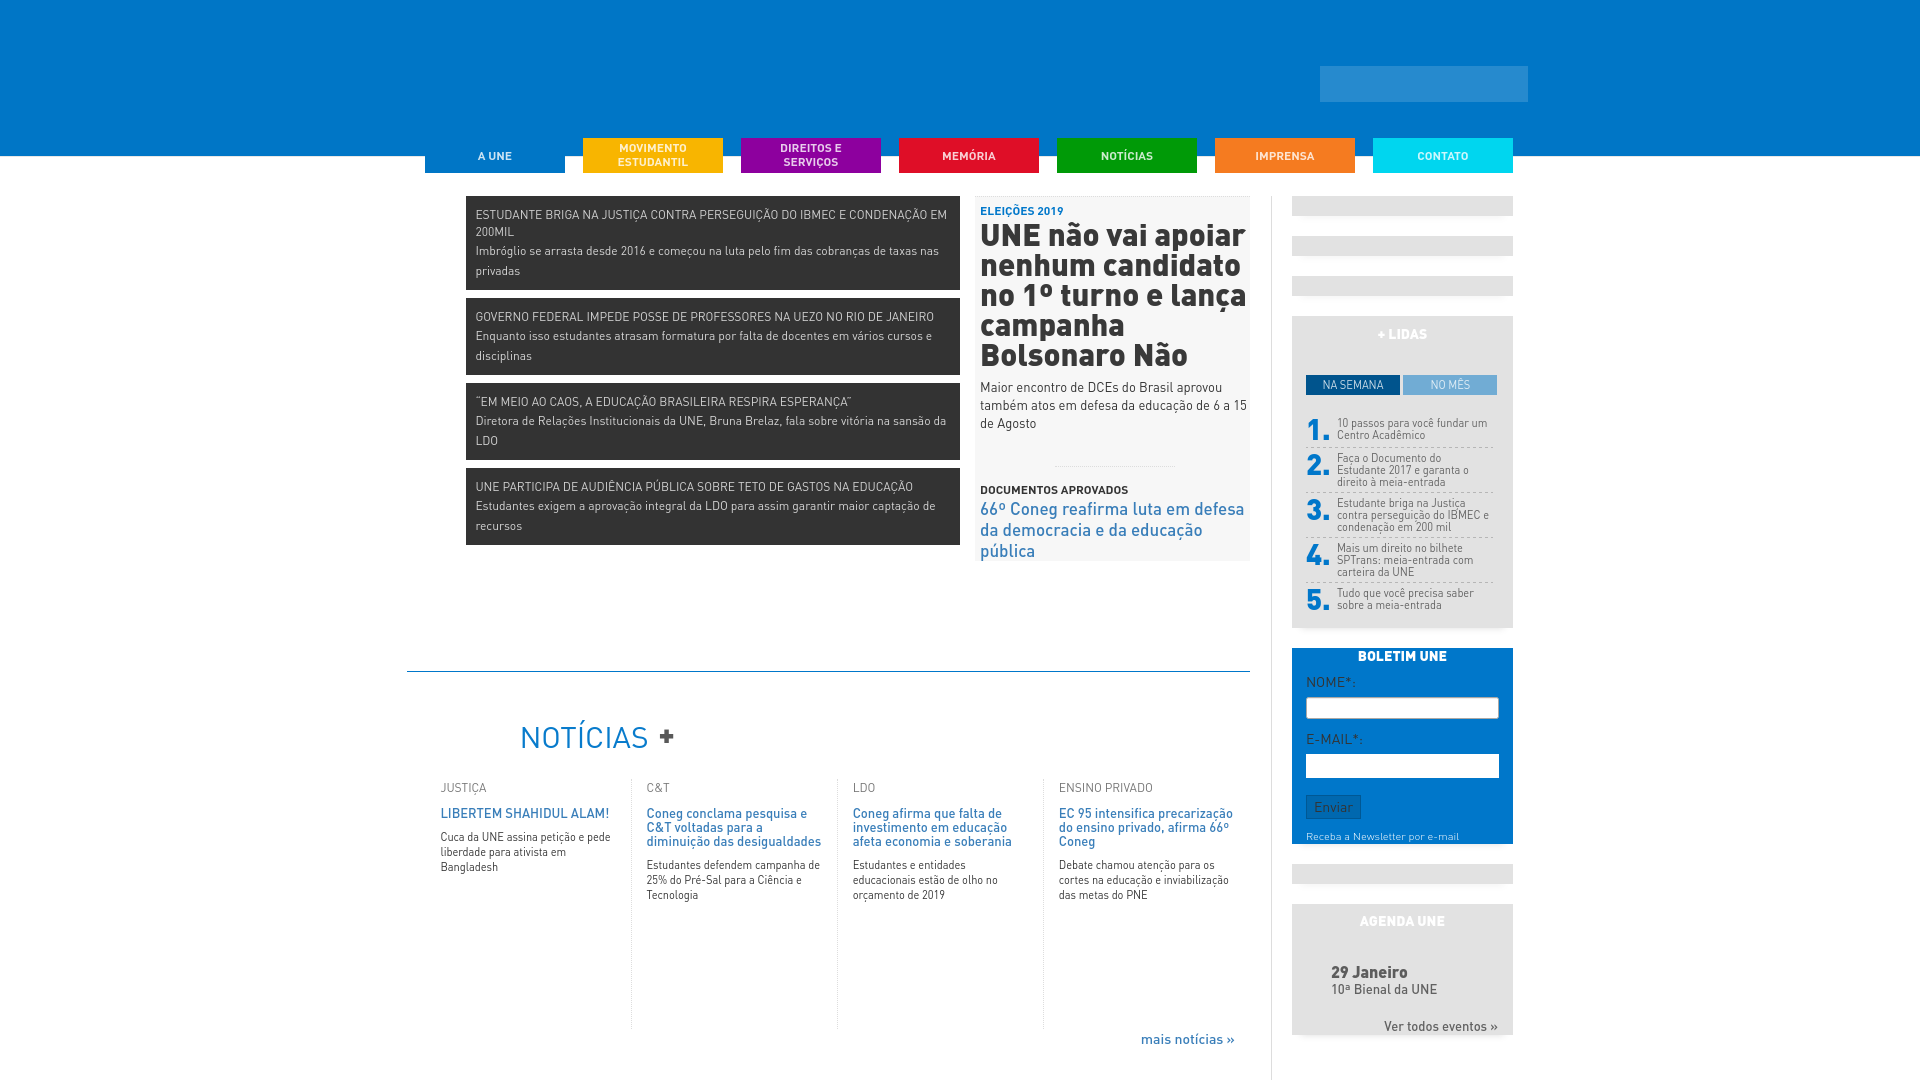 A UNE
MOVIMENTO
ESTUDANTIL
DIREITOS E
SERVIÇOS
MEMÓRIA
NOTÍCIAS
IMPRENSA
CONTATO
ESTUDANTE BRIGA NA JUSTIÇA CONTRA PERSEGUIÇÃO DO IBMEC E CONDENAÇÃO EM
200MIL
Imbróglio se arrasta desde 2016 e começou na luta pelo fim das cobranças de taxas nas
privadas
GOVERNO FEDERAL IMPEDE POSSE DE PROFESSORES NA UEZO NO RIO DE JANEIRO
Enquanto isso estudantes atrasam formatura por falta de docentes em vários cursos e
disciplinas
“EM MEIO AO CAOS, A EDUCAÇÃO BRASILEIRA RESPIRA ESPERANÇA”
Diretora de Relações Institucionais da UNE, Bruna Brelaz, fala sobre vitória na sansão da
LDO
UNE PARTICIPA DE AUDIÊNCIA PÚBLICA SOBRE TETO DE GASTOS NA EDUCAÇÃO
Estudantes exigem a aprovação integral da LDO para assim garantir maior captação de
recursos
ELEIÇÕES 2019
UNE não vai apoiar
nenhum candidato
no 1º turno e lança
campanha
Bolsonaro Não
Maior encontro de DCEs do Brasil aprovou
também atos em defesa da educação de 6 a 15
de Agosto
DOCUMENTOS APROVADOS
66º Coneg reafirma luta em defesa
da democracia e da educação
pública
+ LIDAS
NA SEMANA
NO MÊS
1. 10 passos para você fundar um
Centro Acadêmico
2. Faça o Documento do
Estudante 2017 e garanta o
direito à meia-entrada
3. Estudante briga na Justiça
contra perseguição do IBMEC e
condenação em 200 mil
4. Mais um direito no bilhete
SPTrans: meia-entrada com
carteira da UNE
5. Tudo que você precisa saber
sobre a meia-entrada
BOLETIM UNE
NOME*:
E-MAIL*:
Enviar
Receba a Newsletter por e-mail
AGENDA UNE
29 Janeiro
10ª Bienal da UNE
Ver todos eventos »
NOTÍCIAS +
JUSTIÇA
LIBERTEM SHAHIDUL ALAM!
Cuca da UNE assina petição e pede
liberdade para ativista em
Bangladesh
C&T
Coneg conclama pesquisa e
C&T voltadas para a
diminuição das desigualdades
Estudantes defendem campanha de
25% do Pré-Sal para a Ciência e
Tecnologia
LDO
Coneg afirma que falta de
investimento em educação
afeta economia e soberania
Estudantes e entidades
educacionais estão de olho no
orçamento de 2019
ENSINO PRIVADO
EC 95 intensifica precarização
do ensino privado, afirma 66º
Coneg
Debate chamou atenção para os
cortes na educação e inviabilização
das metas do PNE
mais notícias »